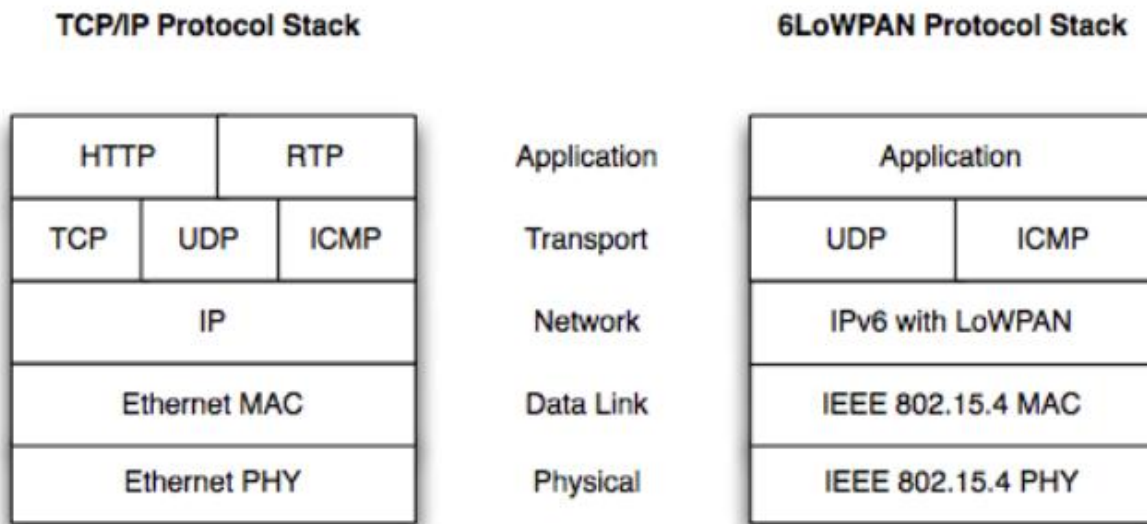 TCP/IP Protocol Stack 6LoWPAN Protocol Stack
HTTP RTP Application Application
TCP UDP ICMP Transport UDP ICMP
IP Network IPv6 with LoWPAN
Ethernet MAC Data Link IEEE 802.15.4 MAC
Ethernet PHY Physical IEEE 802.15.4 PHY